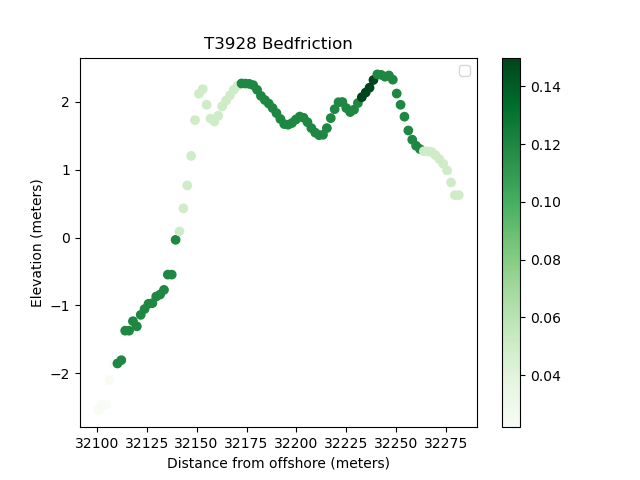 T3928 Bedfriction
Elevation (meters)
2
1
0
−1
−2
32100 32125 32150 32175 32200 32225 32250 32275
Distance from offshore (meters)
0.14
0.12
0.10
0.08
0.06
0.04